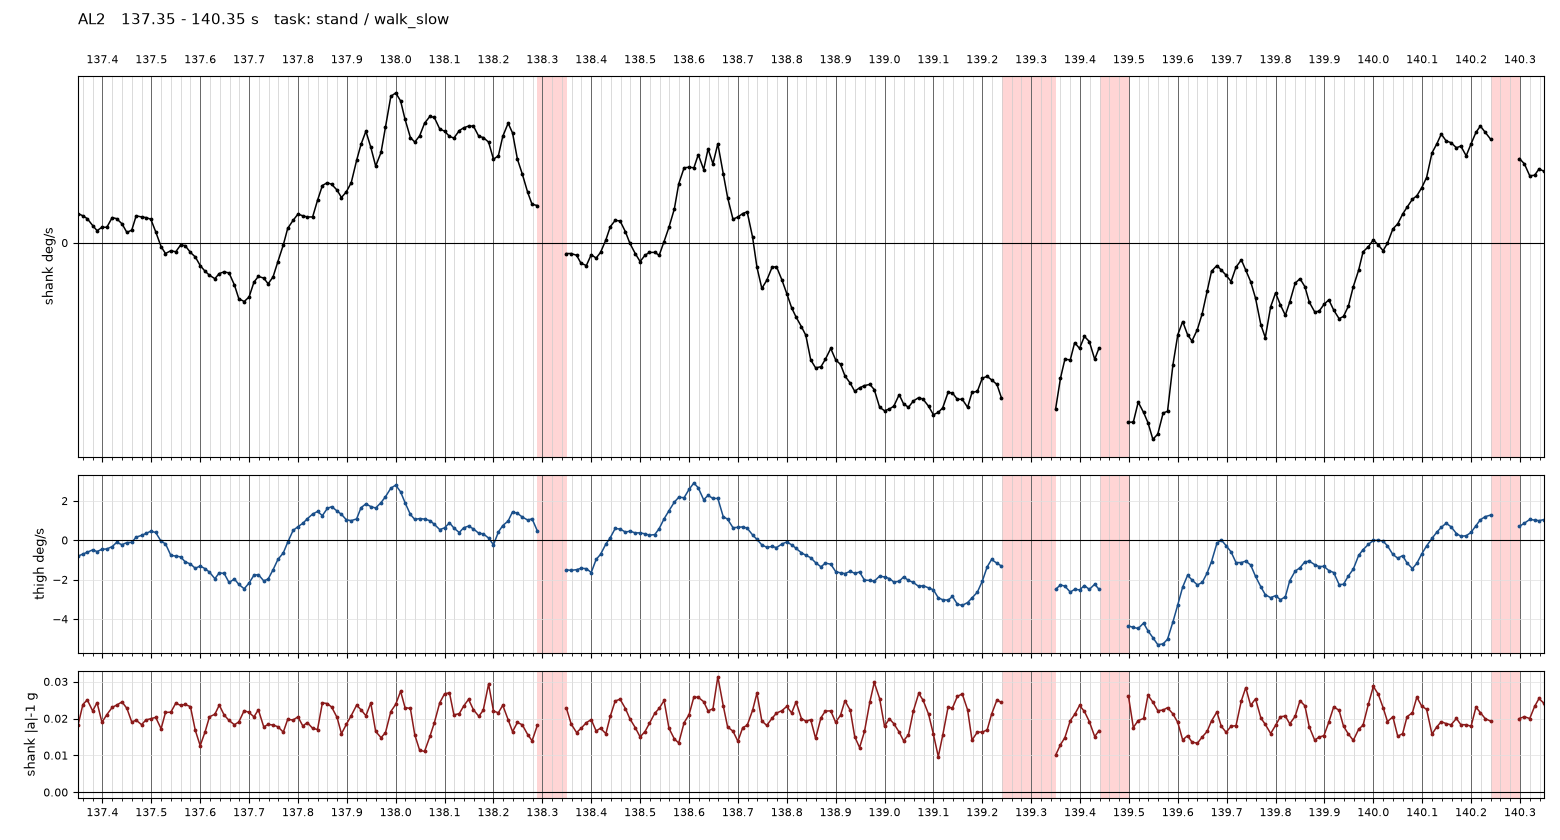 AL2   137.35 - 140.35 s   task: stand / walk_slow
137.4 137.5 137.6 137.7 137.8 137.9 138.0 138.1 138.2 138.3 138.4 138.5 138.6 138.7 138.8 138.9 139.0 139.1 139.2 139.3 139.4 139.5 139.6 139.7 139.8 139.9 140.0 140.1 140.2 140.3
0
shank deg/s
2
0
−2
−4
thigh deg/s
0.03
0.02
0.01
0.00
shank |a|-1 g
137.4 137.5 137.6 137.7 137.8 137.9 138.0 138.1 138.2 138.3 138.4 138.5 138.6 138.7 138.8 138.9 139.0 139.1 139.2 139.3 139.4 139.5 139.6 139.7 139.8 139.9 140.0 140.1 140.2 140.3